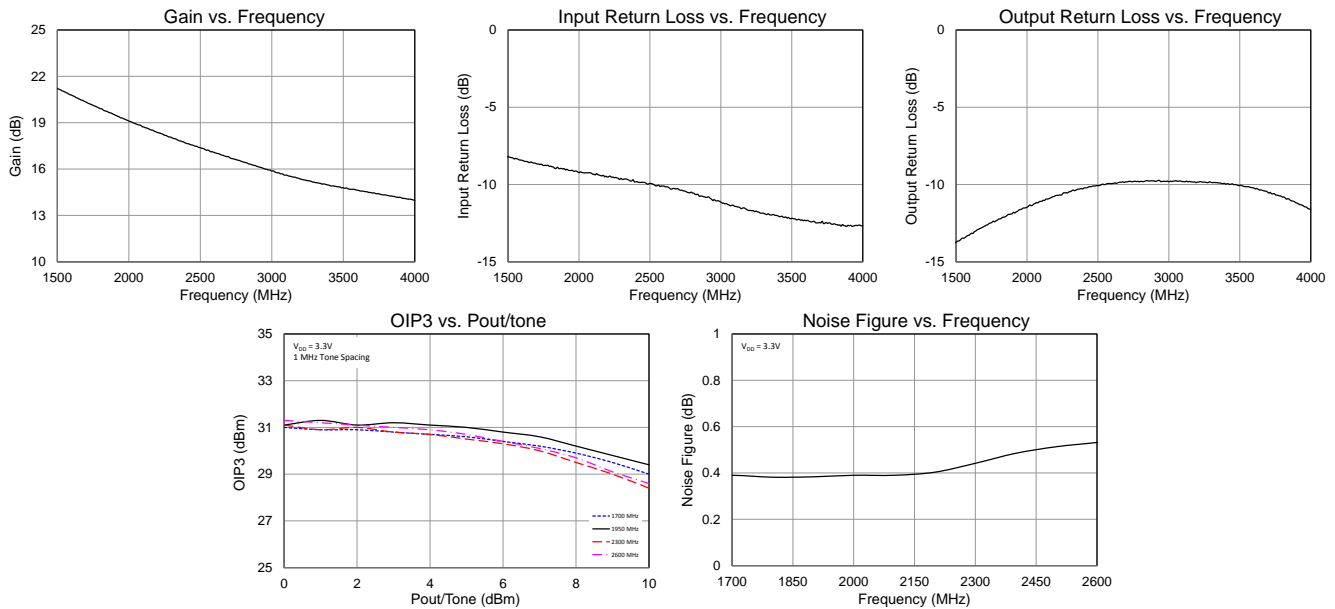 Gain vs. Frequency
25
22
19
16
13
10
1500 2000 2500 3000 3500 4000
Gain (dB)
Frequency (MHz)
Input Return Loss vs. Frequency
0
-5
-10
-15
1500 2000 2500 3000 3500 4000
Input Return Loss (dB)
Frequency (MHz)
Output Return Loss vs. Frequency
0
-5
-10
-15
1500 2000 2500 3000 3500 4000
Output Return Loss (dB)
Frequency (MHz)
OIP3 vs. Pout/tone
VDD = 3.3V
1 MHz Tone Spacing
35
33
31
29
27
25
0 2 4 6 8 10
OIP3 (dBm)
Pout/Tone (dBm)
1700 MHz
1950 MHz
2300 MHz
2600 MHz
Noise Figure vs. Frequency
VDD = 3.3V
1
0.8
0.6
0.4
0.2
0
1700 1850 2000 2150 2300 2450 2600
Noise Figure (dB)
Frequency (MHz)